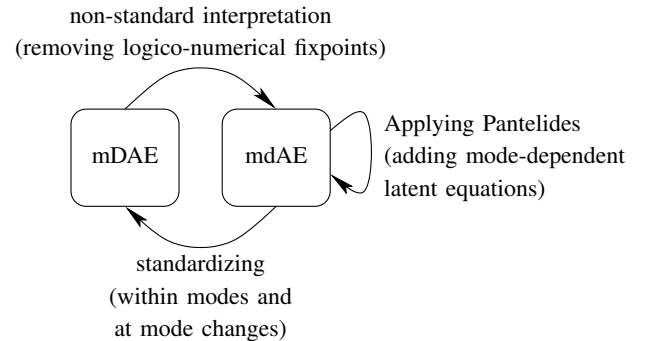 non-standard interpretation
(removing logico-numerical fixpoints)
mDAE
mdAE
Applying Pantelides
(adding mode-dependent
latent equations)
standardizing
(within modes and
at mode changes)